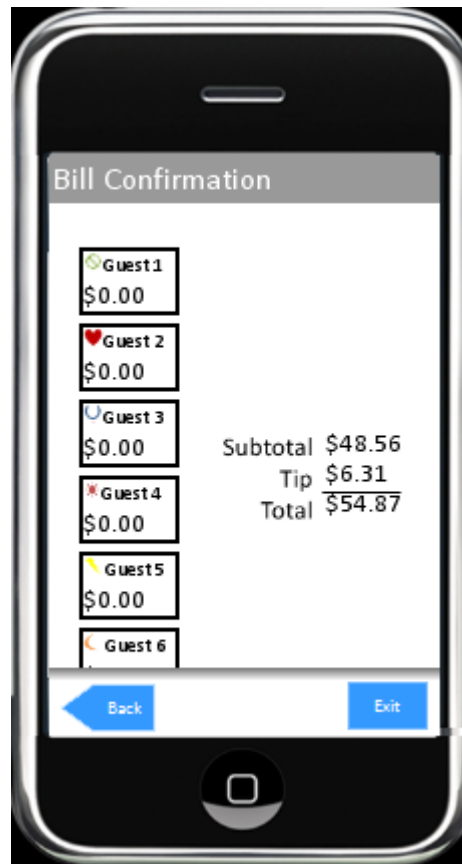 Bill Confirmation
Guest 1
$0.00
Guest 2
$0.00
Guest 3
$0.00
Guest 4
$0.00
Guest 5
$0.00
Guest 6
Subtotal $48.56
Tip $6.31
Total $54.87
Back
Exit